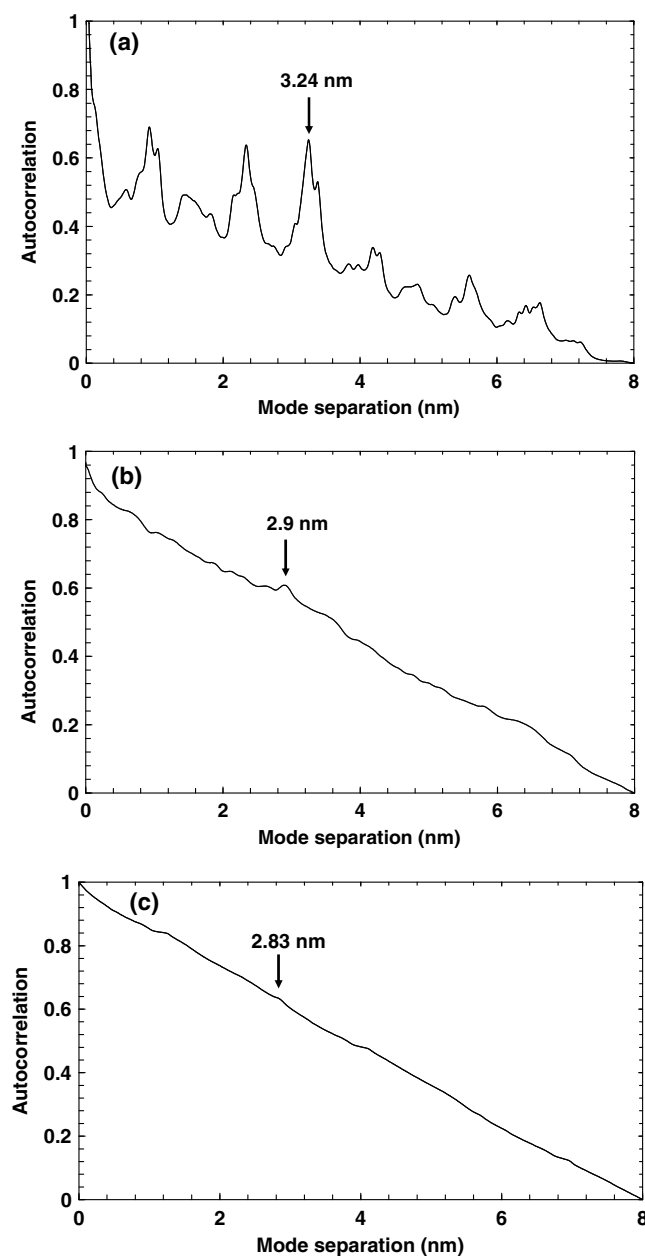 (a)
3.24 nm
1
0.8
0.6
0.4
0.2
0
Autocorrelation
0 2 4 6 8
Mode separation (nm)
(b)
2.9 nm
1
0.8
0.6
0.4
0.2
0
Autocorrelation
0 2 4 6 8
Mode separation (nm)
(c)
2.83 nm
1
0.8
0.6
0.4
0.2
0
Autocorrelation
0 2 4 6 8
Mode separation (nm)